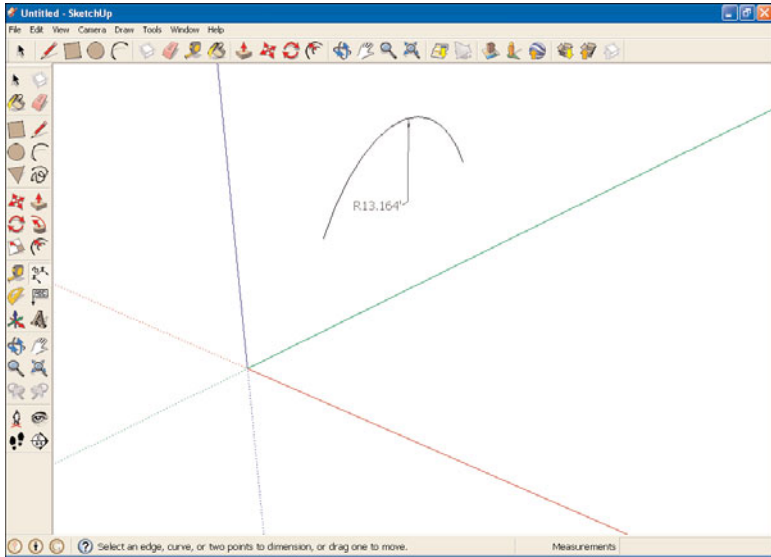 Untitled - SketchUp
File Edit View Camera Draw Tools Window Help
R13.164'
ABC
Select an edge, curve, or two points to dimension, or drag one to move.
Measurements